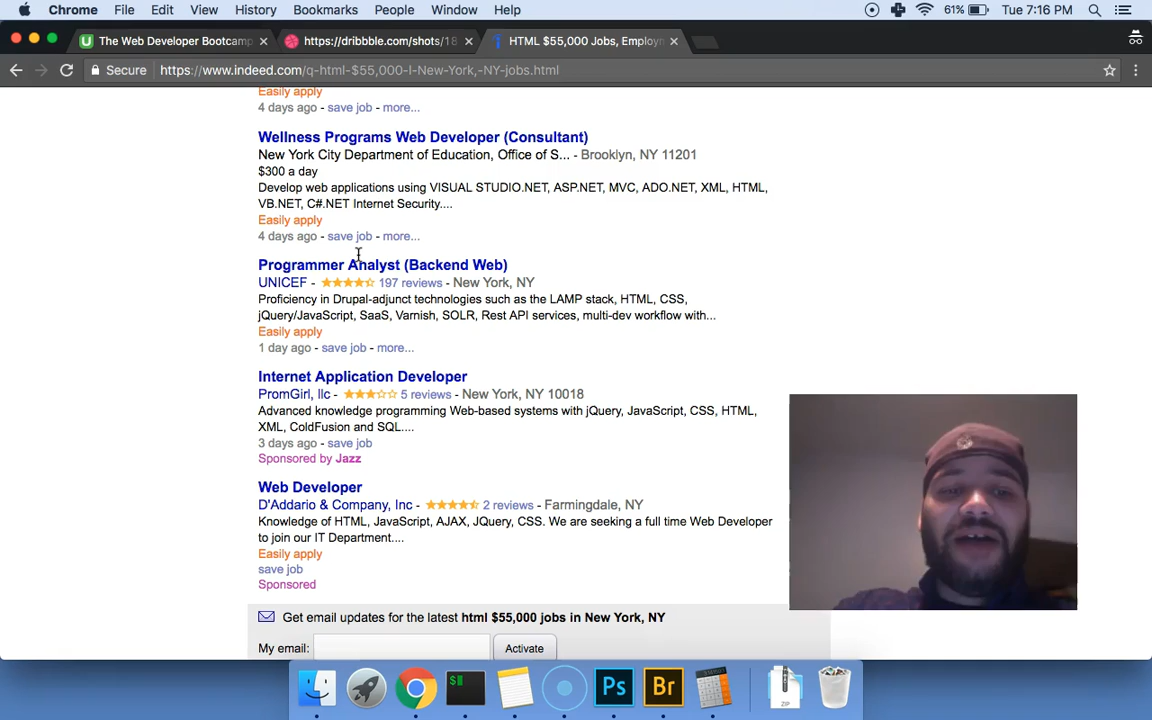 Chrome File Edit View History Bookmarks People Window Help 61% Tue 7:16 PM
The Web Developer Bootcamp https://dribbble.com/shots/18 HTML $55,000 Jobs, Employm
Secure https://www.indeed.com/q-html-$55,000-l-New-York,-NY-jobs.html
Easily apply
4 days ago - save job - more...
Wellness Programs Web Developer (Consultant)
New York City Department of Education, Office of S... - Brooklyn, NY 11201
$300 a day
Develop web applications using VISUAL STUDIO.NET, ASP.NET, MVC, ADO.NET, XML, HTML,
VB.NET, C#.NET Internet Security....
Easily apply
4 days ago - save job - more...
Programmer Analyst (Backend Web)
UNICEF - 197 reviews - New York, NY
Proficiency in Drupal-adjunct technologies such as the LAMP stack, HTML, CSS,
jQuery/JavaScript, SaaS, Varnish, SOLR, Rest API services, multi-dev workflow with...
Easily apply
1 day ago - save job - more...
Internet Application Developer
PromGirl, llc - 5 reviews - New York, NY 10018
Advanced knowledge programming Web-based systems with jQuery, JavaScript, CSS, HTML,
XML, ColdFusion and SQL....
3 days ago - save job
Sponsored by Jazz
Web Developer
D'Addario & Company, Inc - 2 reviews - Farmingdale, NY
Knowledge of HTML, JavaScript, AJAX, JQuery, CSS. We are seeking a full time Web Developer
to join our IT Department....
Easily apply
save job
Sponsored
Get email updates for the latest html $55,000 jobs in New York, NY
My email: Activate
$ Ps Br ZIP